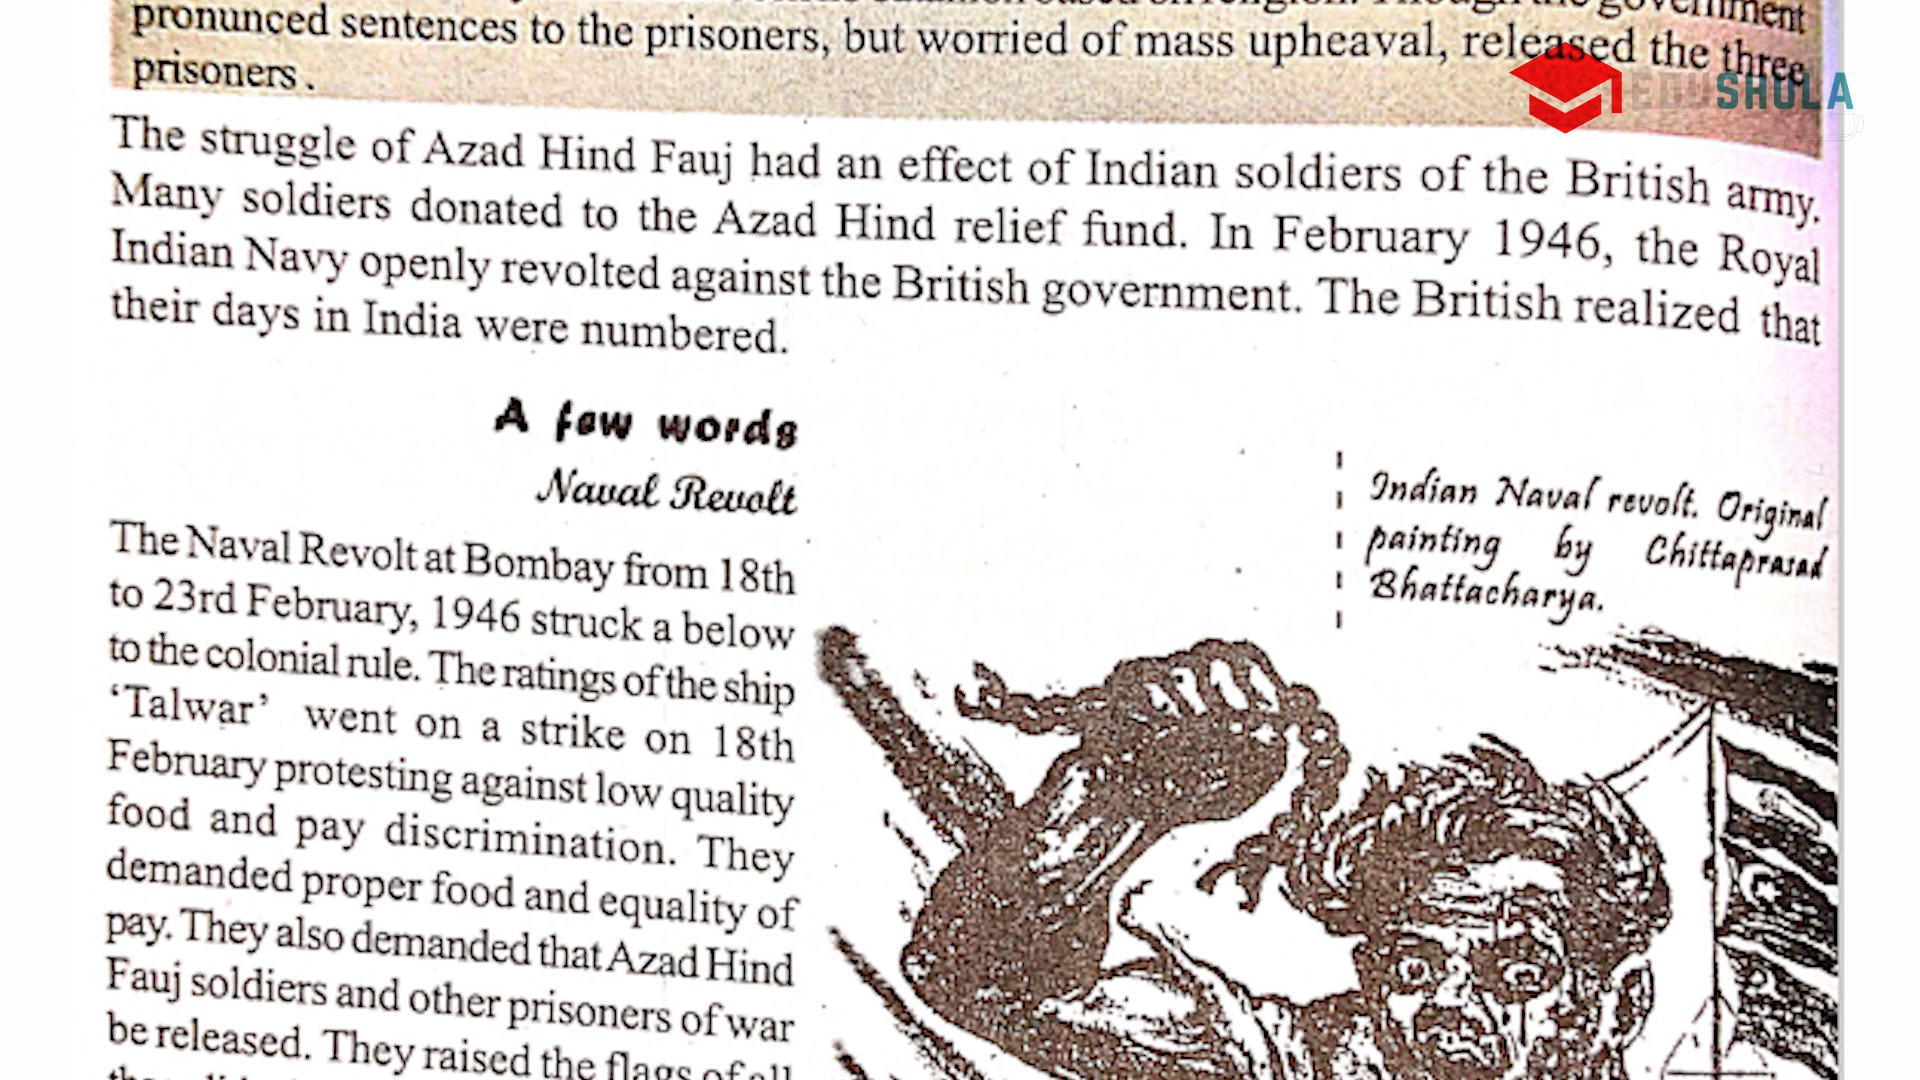 government
pronunced sentences to the prisoners, but worried of mass upheaval, released the three
prisoners.
EDUSHULA
The struggle of Azad Hind Fauj had an effect of Indian soldiers of the British army.
Many soldiers donated to the Azad Hind relief fund. In February 1946, the Royal
Indian Navy openly revolted against the British government. The British realized that
their days in India were numbered.
A few words
Naval Revolt
The Naval Revolt at Bombay from 18th
to 23rd February, 1946 struck a below
to the colonial rule. The ratings of the ship
‘Talwar’ went on a strike on 18th
February protesting against low quality
food and pay discrimination. They
demanded proper food and equality of
pay. They also demanded that Azad Hind
Fauj soldiers and other prisoners of war
be released. They raised the flags of all
Indian Naval revolt. Original
painting by Chittaprasad
Bhattacharya.